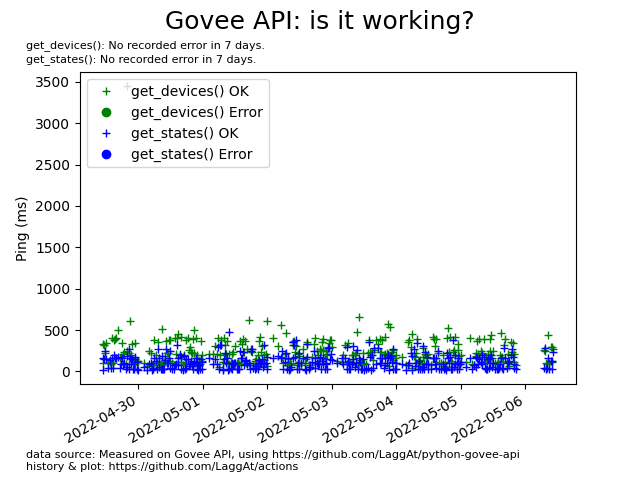 Govee API: is it working?
get_devices(): No recorded error in 7 days.
get_states(): No recorded error in 7 days.
3500
3000
2500
2000
1500
1000
500
0
Ping (ms)
get_devices() OK
get_devices() Error
get_states() OK
get_states() Error
2022-04-30
2022-05-01
2022-05-02
2022-05-03
2022-05-04
2022-05-05
2022-05-06
data source: Measured on Govee API, using https://github.com/LaggAt/python-govee-api
history & plot: https://github.com/LaggAt/actions